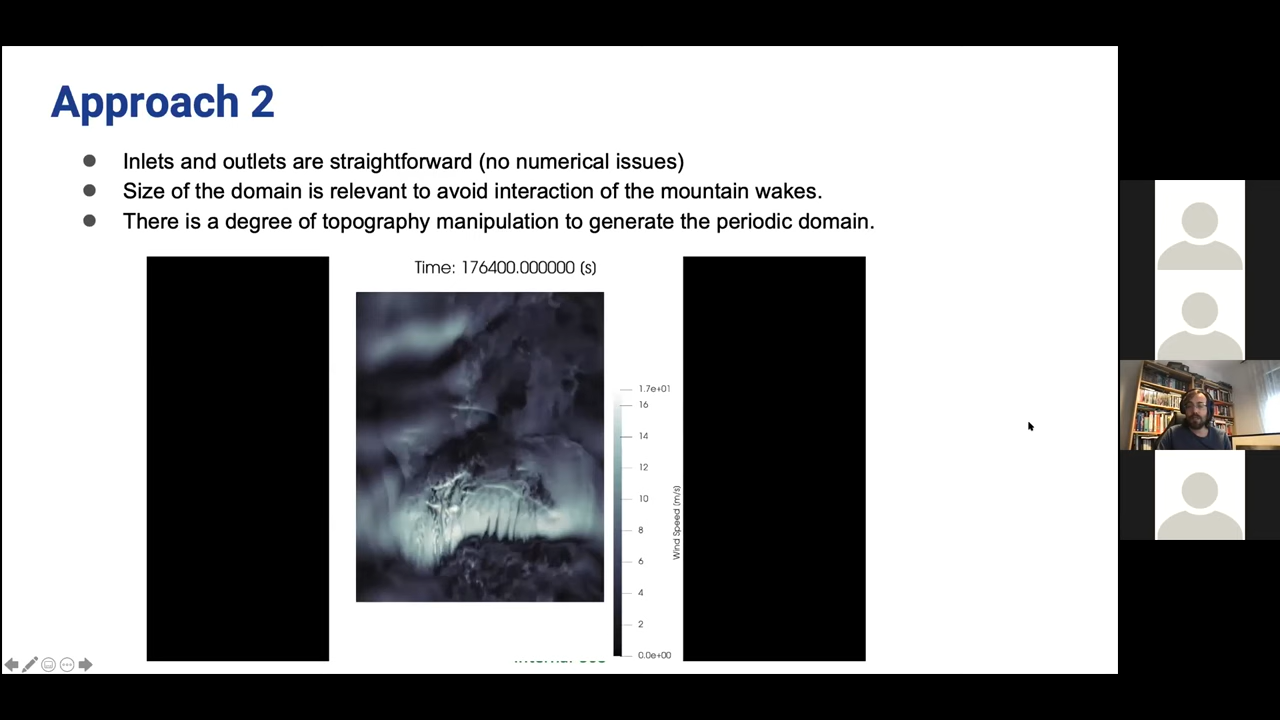 Approach 2
Inlets and outlets are straightforward (no numerical issues)
Size of the domain is relevant to avoid interaction of the mountain wakes.
There is a degree of topography manipulation to generate the periodic domain.
Time: 176400.000000 (s)
1.7e+01
16
14
12
10
8
6
4
2
0.0e+00
Wind Speed (m/s)